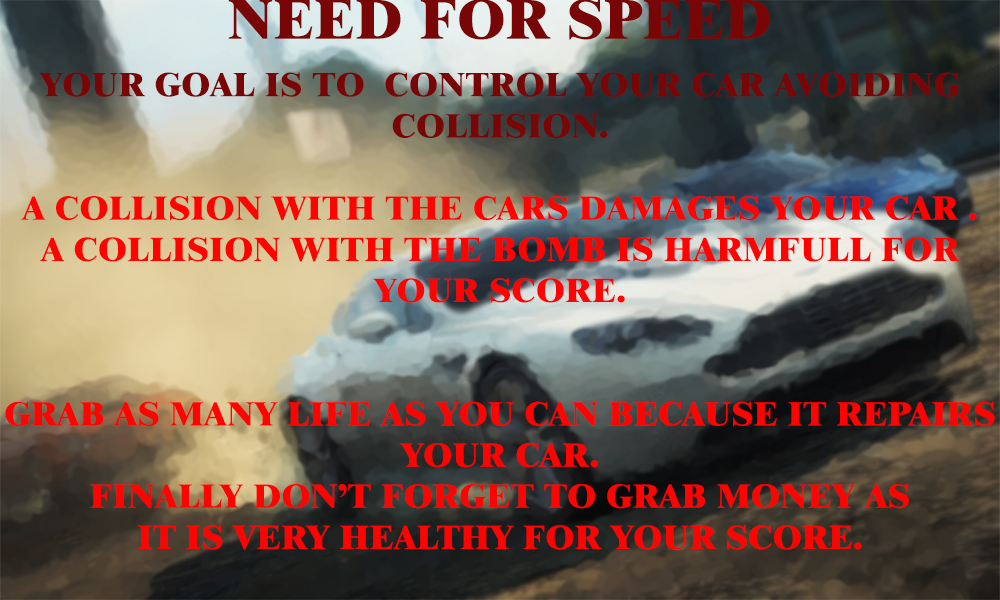 NEED FOR SPEED
YOUR GOAL IS TO CONTROL YOUR CAR AVOIDING
COLLISION.
A COLLISION WITH THE CARS DAMAGES YOUR CAR .
A COLLISION WITH THE BOMB IS HARMFULL FOR
YOUR SCORE.
GRAB AS MANY LIFE AS YOU CAN BECAUSE IT REPAIRS
YOUR CAR.
FINALLY DON’T FORGET TO GRAB MONEY AS
IT IS VERY HEALTHY FOR YOUR SCORE.